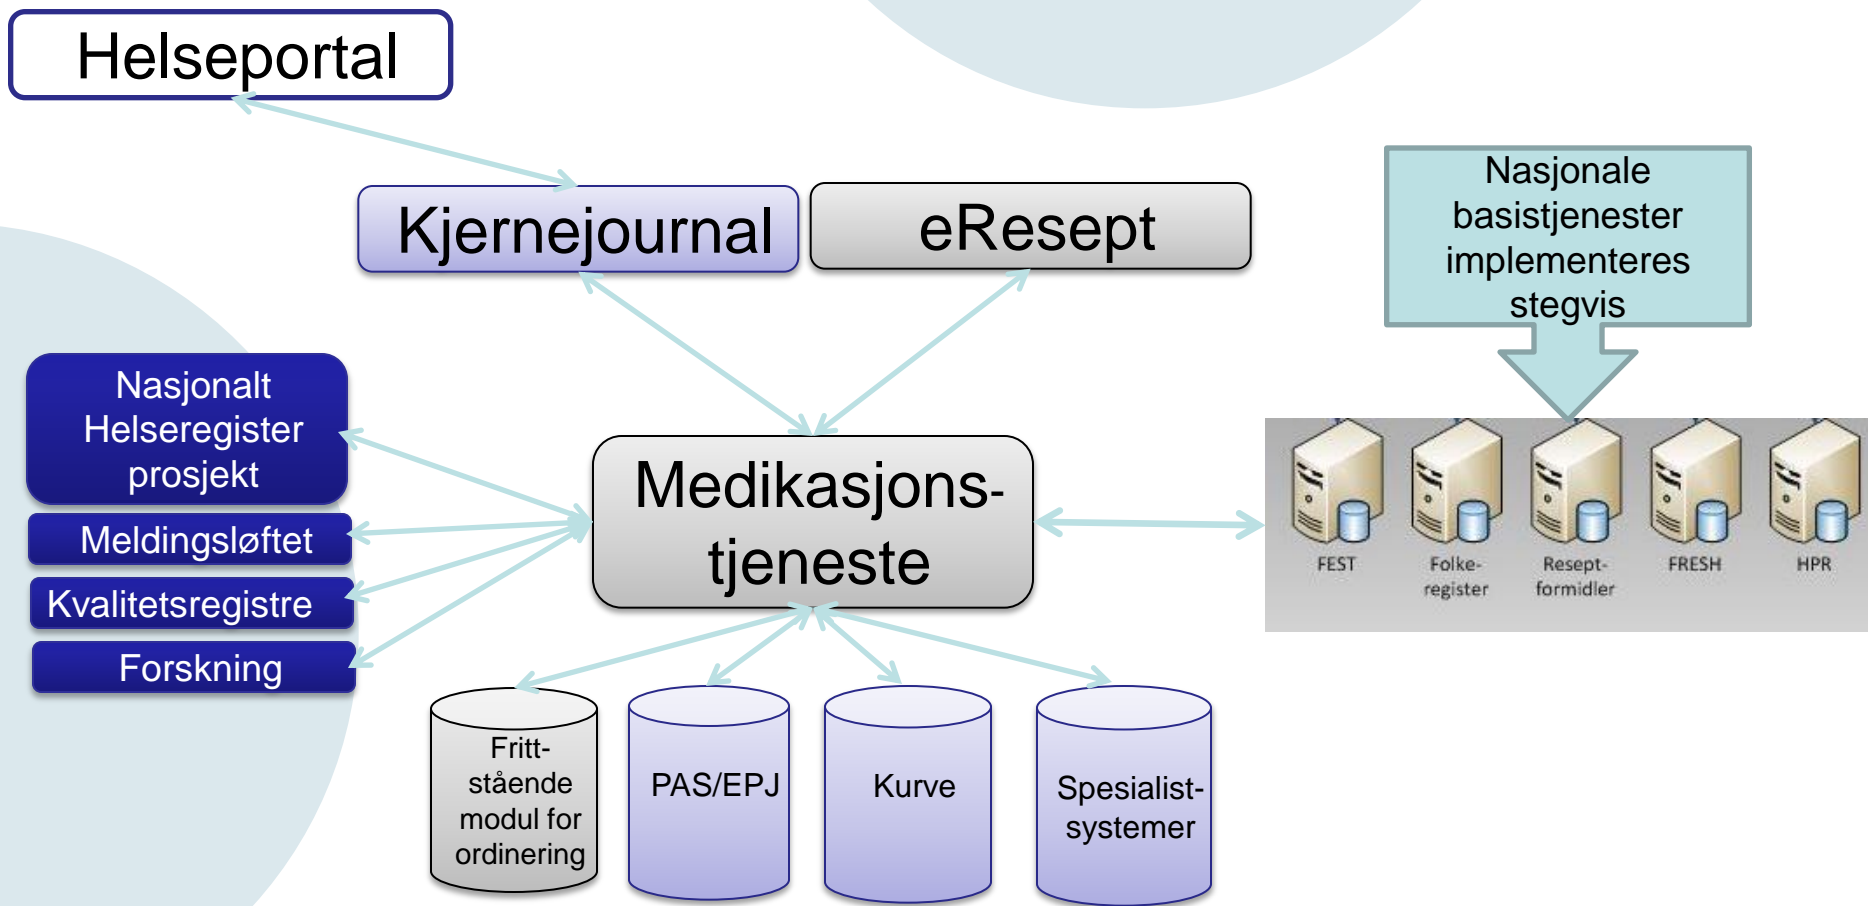 Helseportal
Kjernejournal
eResept
Nasjonale
basistjenester
implementeres
stegvis
Nasjonalt
Helseregister
prosjekt
Meldingsløftet
Kvalitetsregistre
Forskning
Medikasjons-
tjeneste
FEST
Folke-
register
Resept-
formidler
FRESH
HPR
Fritt-
stående
modul for
ordinering
PAS/EPJ
Kurve
Spesialist-
systemer